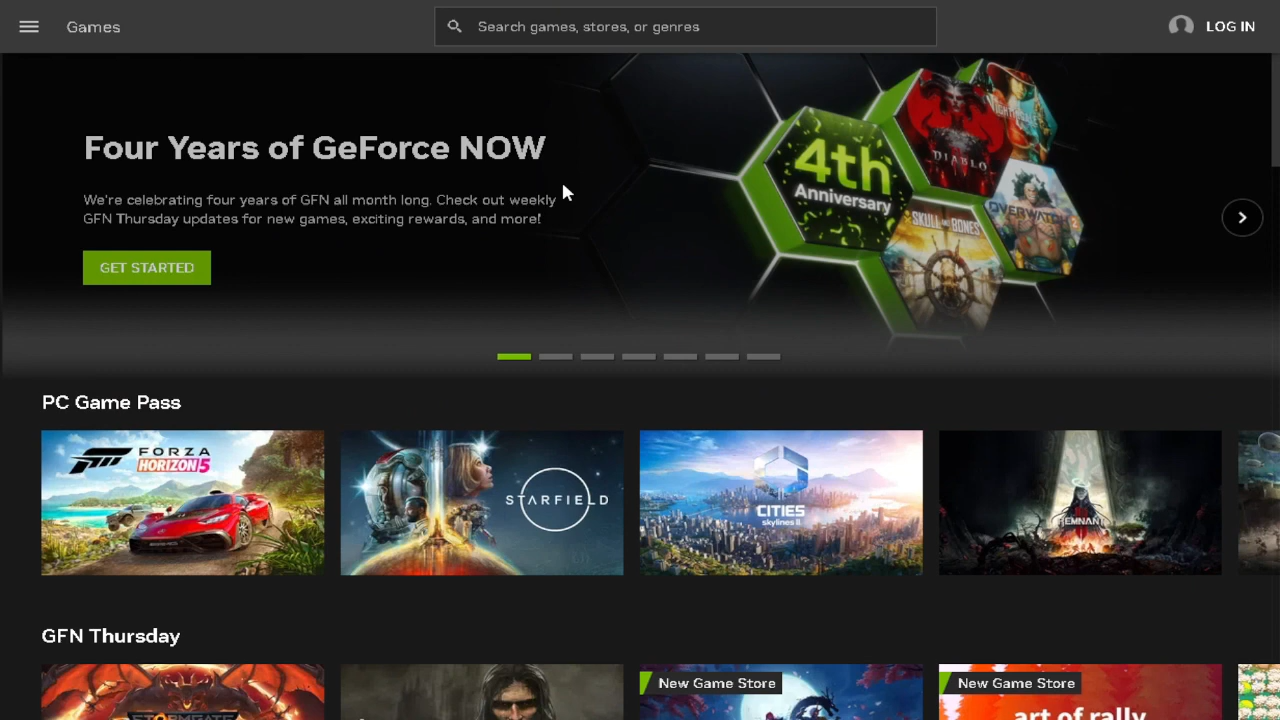 Games
Search games, stores, or genres
LOG IN
Four Years of GeForce NOW
We're celebrating four years of GFN all month long. Check out weekly
GFN Thursday updates for new games, exciting rewards, and more!
GET STARTED
4th
Anniversary
DIABLO
OVERWATCH 2
SKULL AND BONES
PC Game Pass
FORZA
HORIZON 5
STARFIELD
CITIES
skylines II
REMNANT
GFN Thursday
STORMGATE
New Game Store
New Game Store
art of rally